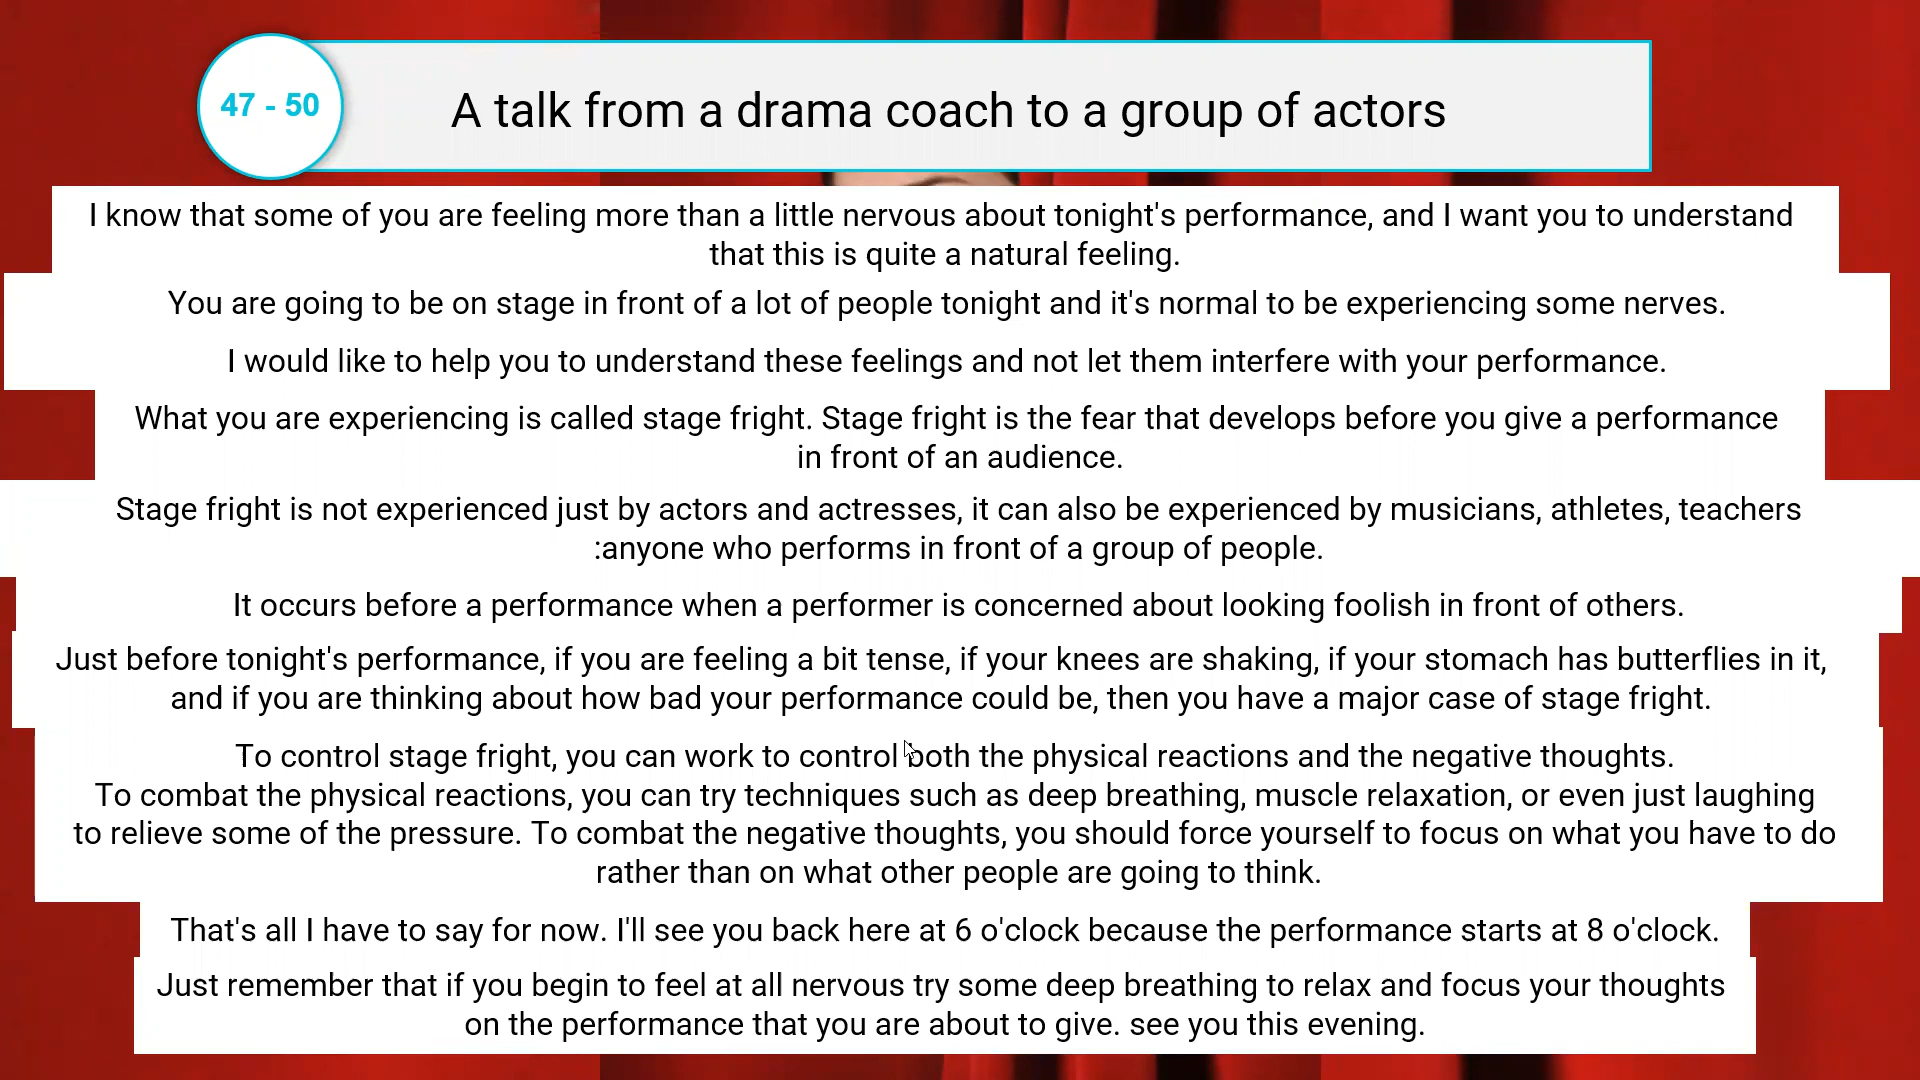 47 - 50
A talk from a drama coach to a group of actors
I know that some of you are feeling more than a little nervous about tonight's performance, and I want you to understand
that this is quite a natural feeling.
You are going to be on stage in front of a lot of people tonight and it's normal to be experiencing some nerves.
I would like to help you to understand these feelings and not let them interfere with your performance.
What you are experiencing is called stage fright. Stage fright is the fear that develops before you give a performance
in front of an audience.
Stage fright is not experienced just by actors and actresses, it can also be experienced by musicians, athletes, teachers
:anyone who performs in front of a group of people.
It occurs before a performance when a performer is concerned about looking foolish in front of others.
Just before tonight's performance, if you are feeling a bit tense, if your knees are shaking, if your stomach has butterflies in it,
and if you are thinking about how bad your performance could be, then you have a major case of stage fright.
To control stage fright, you can work to control both the physical reactions and the negative thoughts.
To combat the physical reactions, you can try techniques such as deep breathing, muscle relaxation, or even just laughing
to relieve some of the pressure. To combat the negative thoughts, you should force yourself to focus on what you have to do
rather than on what other people are going to think.
That's all I have to say for now. I'll see you back here at 6 o'clock because the performance starts at 8 o'clock.
Just remember that if you begin to feel at all nervous try some deep breathing to relax and focus your thoughts
on the performance that you are about to give. see you this evening.